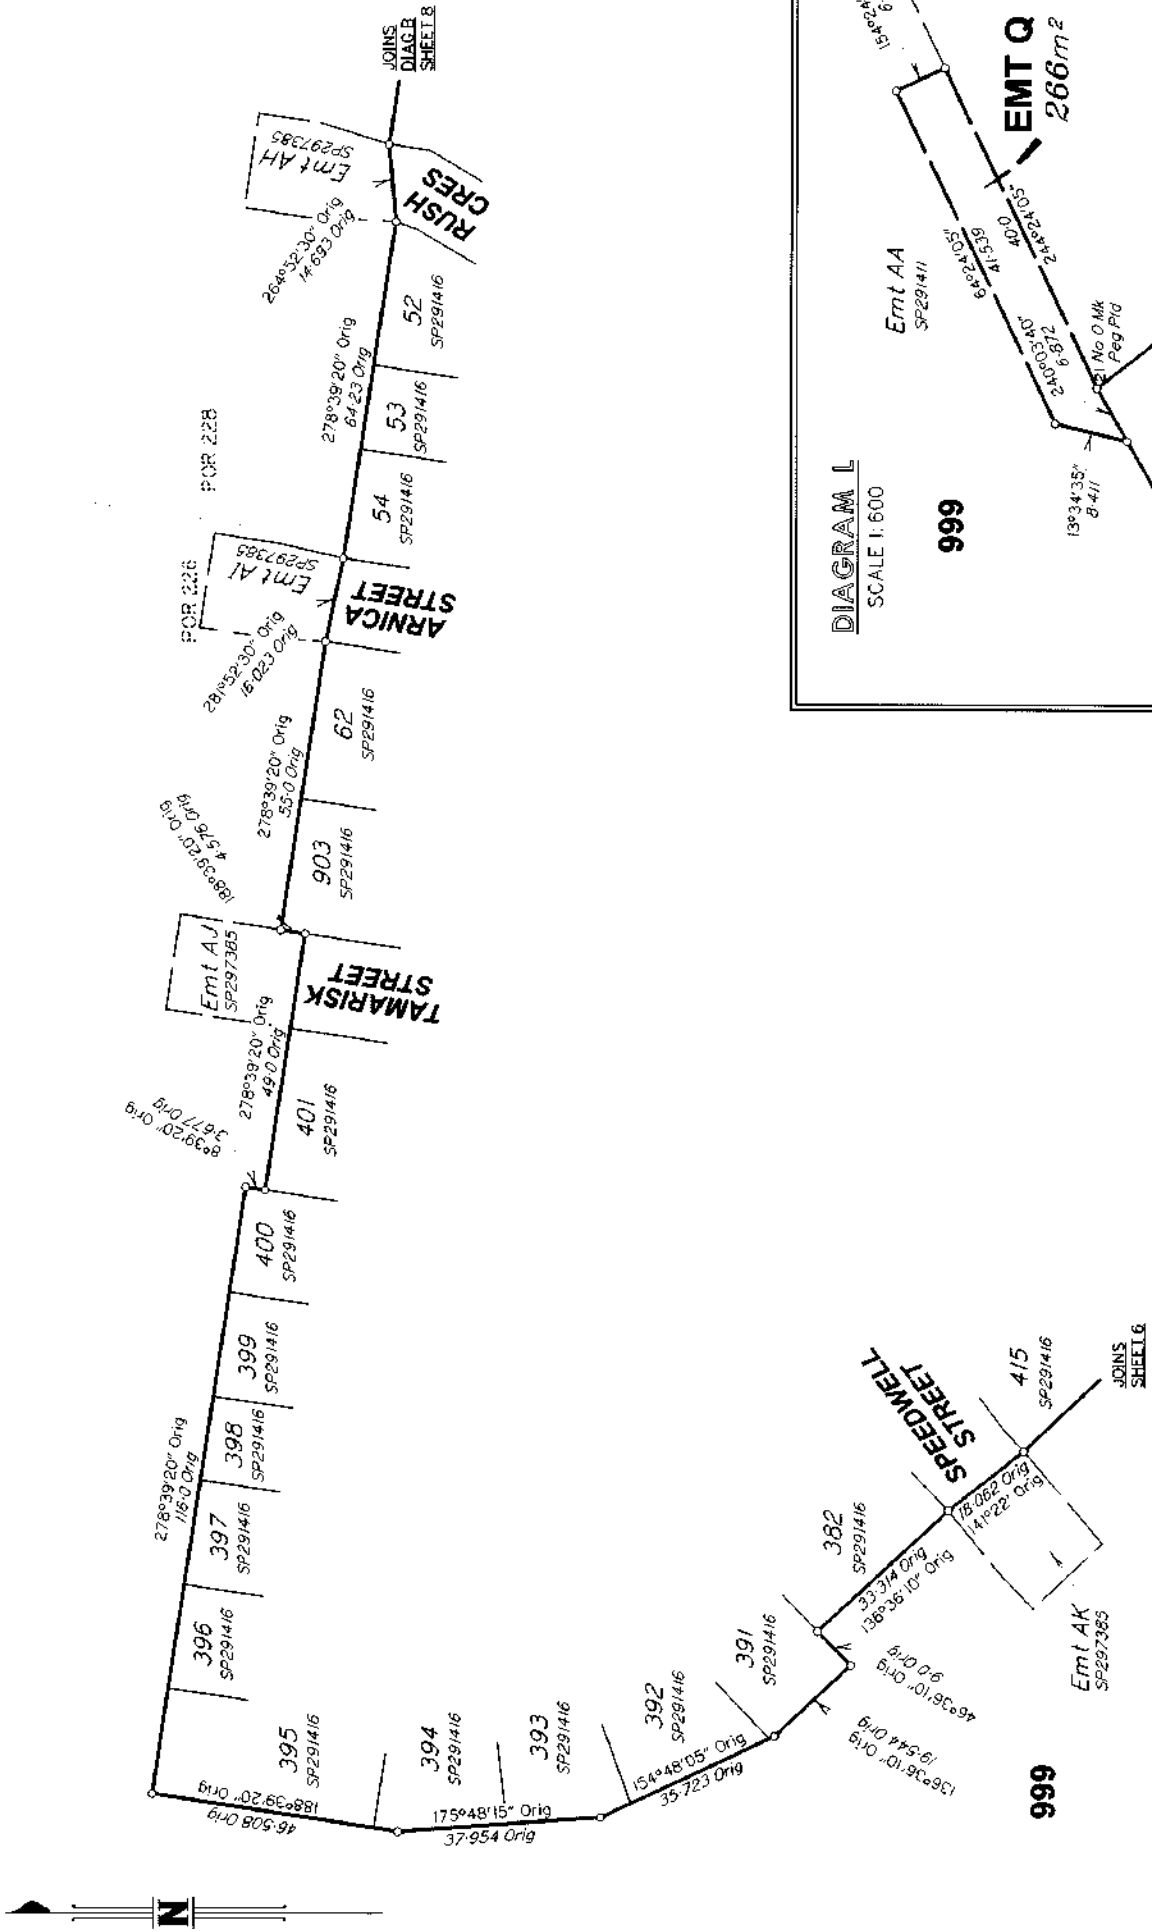 JOINS
DIAG B
SHEET 8
Emt AH
SP297385
264°52'30" Orig
14·693 Orig
RUSH
CRES
278°39'20" Orig
64·23 Orig
52
SP291416
53
SP291416
54
SP291416
POR 228
POR 226
Emt AI
SP297385
281°52'30" Orig
16·023 Orig
ARNICA
STREET
278°39'20" Orig
55·0 Orig
62
SP291416
903
SP291416
188°39'20" Orig
4·576 Orig
Emt AJ
SP297385
TAMARISK
STREET
278°39'20" Orig
49·0 Orig
401
SP291416
8°39'20" Orig
3·677 Orig
400
SP291416
399
SP291416
398
SP291416
397
SP291416
396
SP291416
278°39'20" Orig
116·0 Orig
395
SP291416
188°39'20" Orig
46·508 Orig
394
SP291416
393
SP291416
175°48'15" Orig
37·954 Orig
392
SP291416
154°48'05" Orig
35·723 Orig
391
SP291416
136°36'10" Orig
19·544 Orig
46°36'10" Orig
9·0 Orig
382
SP291416
33·314 Orig
136°36'10" Orig
SPEEDWELL
STREET
18·062 Orig
141°22' Orig
415
SP291416
JOINS
SHEET 6
Emt AK
SP297385
999
N
DIAGRAM L
SCALE 1:600
999
Emt AA
SP291411
EMT Q
266m²
64°24'05"
41·539
40·0
244°24'05"
240°03'40"
6·872
21 No O Mk
Peg Pld
13°34'35"
8·411